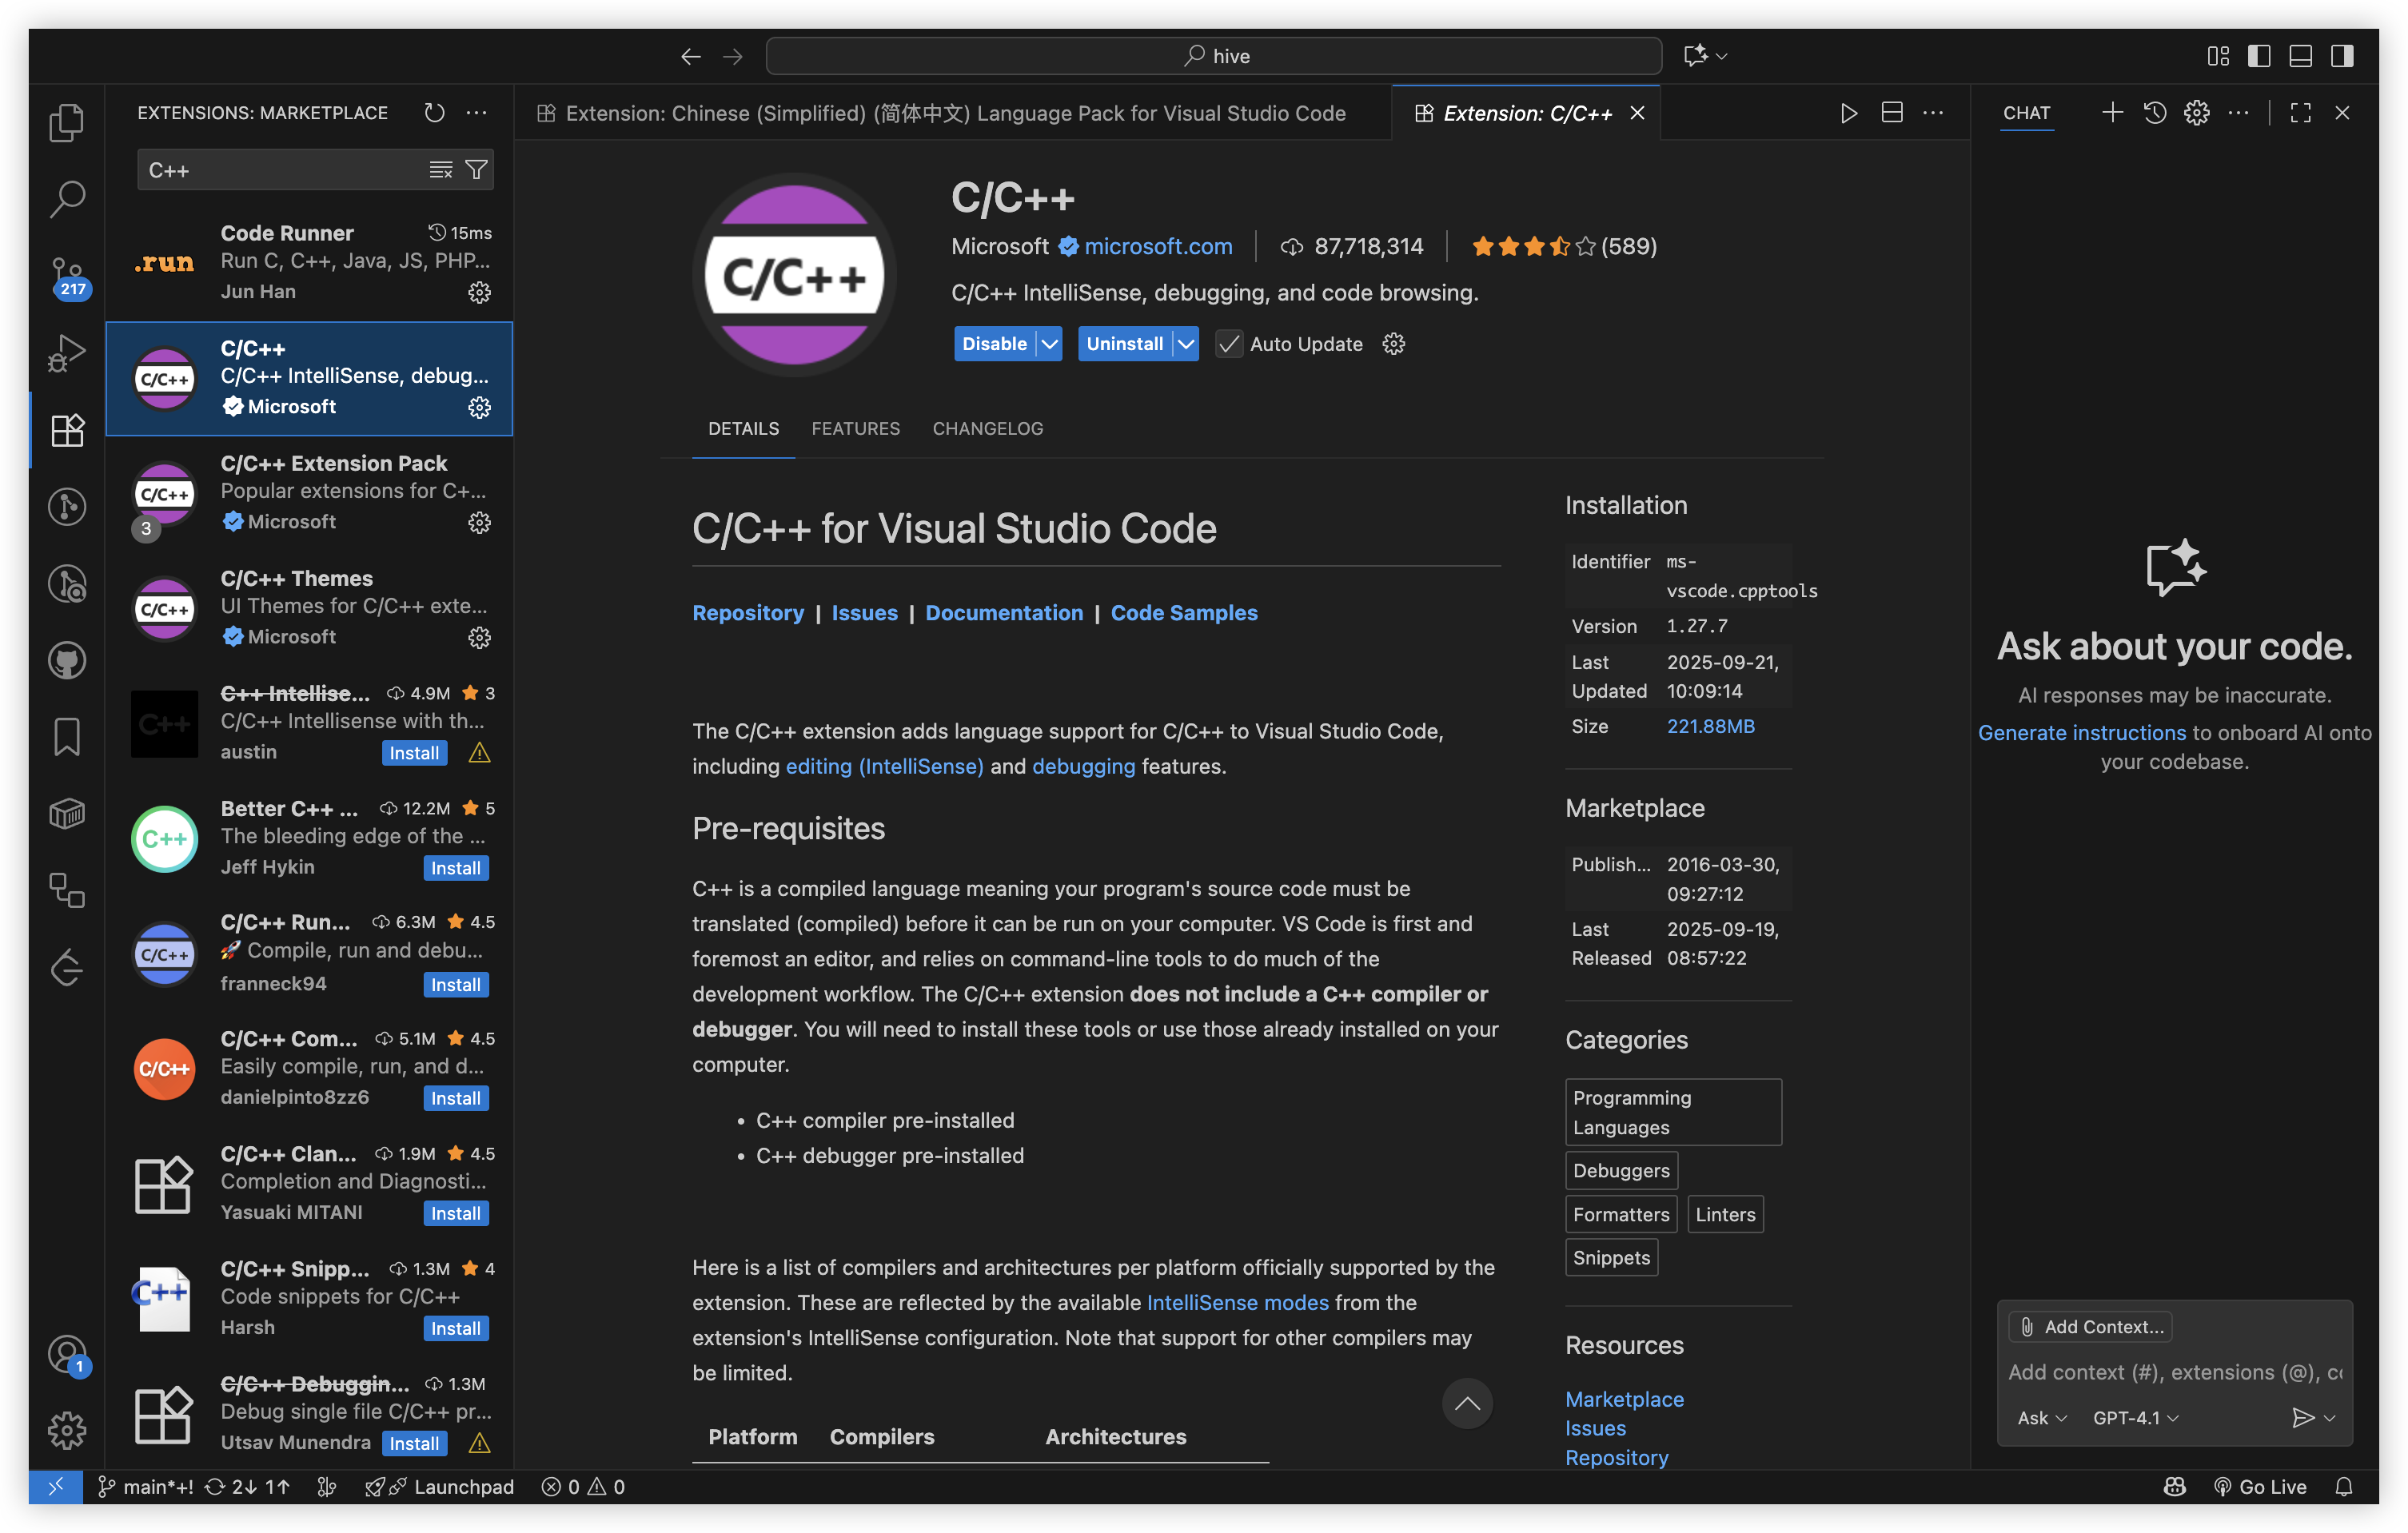 hive
EXTENSIONS: MARKETPLACE
C++
.run
Code Runner
15ms
Run C, C++, Java, JS, PHP...
Jun Han
217
C/C++
C/C++
C/C++ IntelliSense, debug...
Microsoft
C/C++
C/C++ Extension Pack
Popular extensions for C+...
3
Microsoft
C/C++
C/C++ Themes
UI Themes for C/C++ exte...
Microsoft
C++
C++ Intellise...
4.9M
3
C/C++ Intellisense with th...
austin
Install
C++
Better C++ ...
12.2M
5
The bleeding edge of the ...
Jeff Hykin
Install
C/C++
C/C++ Run...
6.3M
4.5
🚀 Compile, run and debu...
franneck94
Install
C/C++
C/C++ Com...
5.1M
4.5
Easily compile, run, and d...
danielpinto8zz6
Install
C/C++ Clan...
1.9M
4.5
Completion and Diagnosti...
Yasuaki MITANI
Install
C++
C/C++ Snipp...
1.3M
4
Code snippets for C/C++
Harsh
Install
C/C++ Debuggin...
1.3M
Debug single file C/C++ pr...
Utsav Munendra
Install
1
Extension: Chinese (Simplified) (简体中文) Language Pack for Visual Studio Code
Extension: C/C++
C/C++
C/C++
Microsoft microsoft.com
87,718,314
(589)
C/C++ IntelliSense, debugging, and code browsing.
Disable
Uninstall
Auto Update
DETAILS
FEATURES
CHANGELOG
C/C++ for Visual Studio Code
Repository | Issues | Documentation | Code Samples
The C/C++ extension adds language support for C/C++ to Visual Studio Code,
including editing (IntelliSense) and debugging features.
Pre-requisites
C++ is a compiled language meaning your program's source code must be
translated (compiled) before it can be run on your computer. VS Code is first and
foremost an editor, and relies on command-line tools to do much of the
development workflow. The C/C++ extension does not include a C++ compiler or
debugger. You will need to install these tools or use those already installed on your
computer.
• C++ compiler pre-installed
• C++ debugger pre-installed
Here is a list of compilers and architectures per platform officially supported by the
extension. These are reflected by the available IntelliSense modes from the
extension's IntelliSense configuration. Note that support for other compilers may
be limited.
Platform Compilers Architectures
Installation
Identifier ms-
vscode.cpptools
Version 1.27.7
Last 2025-09-21,
Updated 10:09:14
Size 221.88MB
Marketplace
Publish... 2016-03-30,
09:27:12
Last 2025-09-19,
Released 08:57:22
Categories
Programming
Languages
Debuggers
Formatters
Linters
Snippets
Resources
Marketplace
Issues
Repository
CHAT
Ask about your code.
AI responses may be inaccurate.
Generate instructions to onboard AI onto
your codebase.
Add Context...
Add context (#), extensions (@), co
Ask
GPT-4.1
main*+! 2↓ 1↑
Launchpad
0
0
Go Live